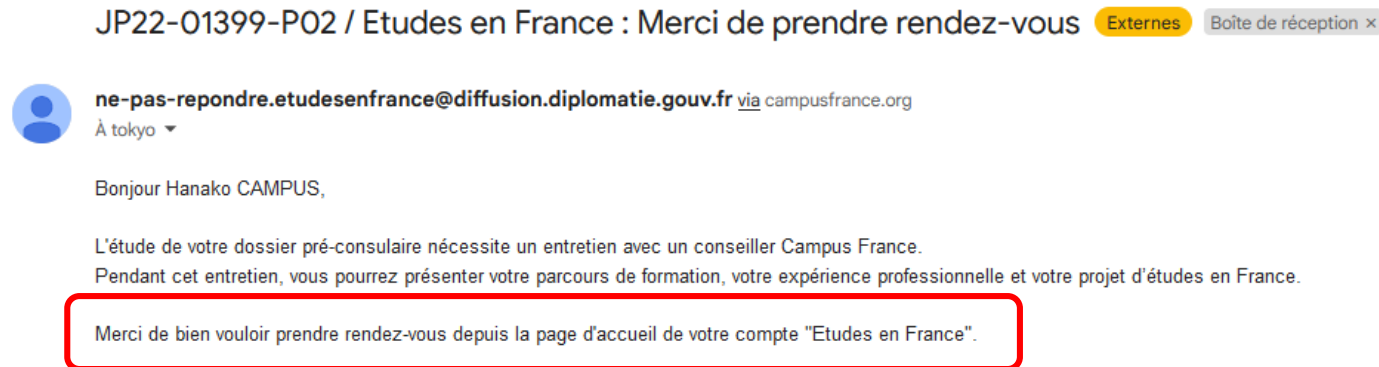 JP22-01399-P02 / Etudes en France : Merci de prendre rendez-vous Externes Boîte de réception ×
ne-pas-repondre.etudesenfrance@diffusion.diplomatie.gouv.fr via campusfrance.org
À tokyo
Bonjour Hanako CAMPUS,
L'étude de votre dossier pré-consulaire nécessite un entretien avec un conseiller Campus France.
Pendant cet entretien, vous pourrez présenter votre parcours de formation, votre expérience professionnelle et votre projet d'études en France.
Merci de bien vouloir prendre rendez-vous depuis la page d'accueil de votre compte "Etudes en France".